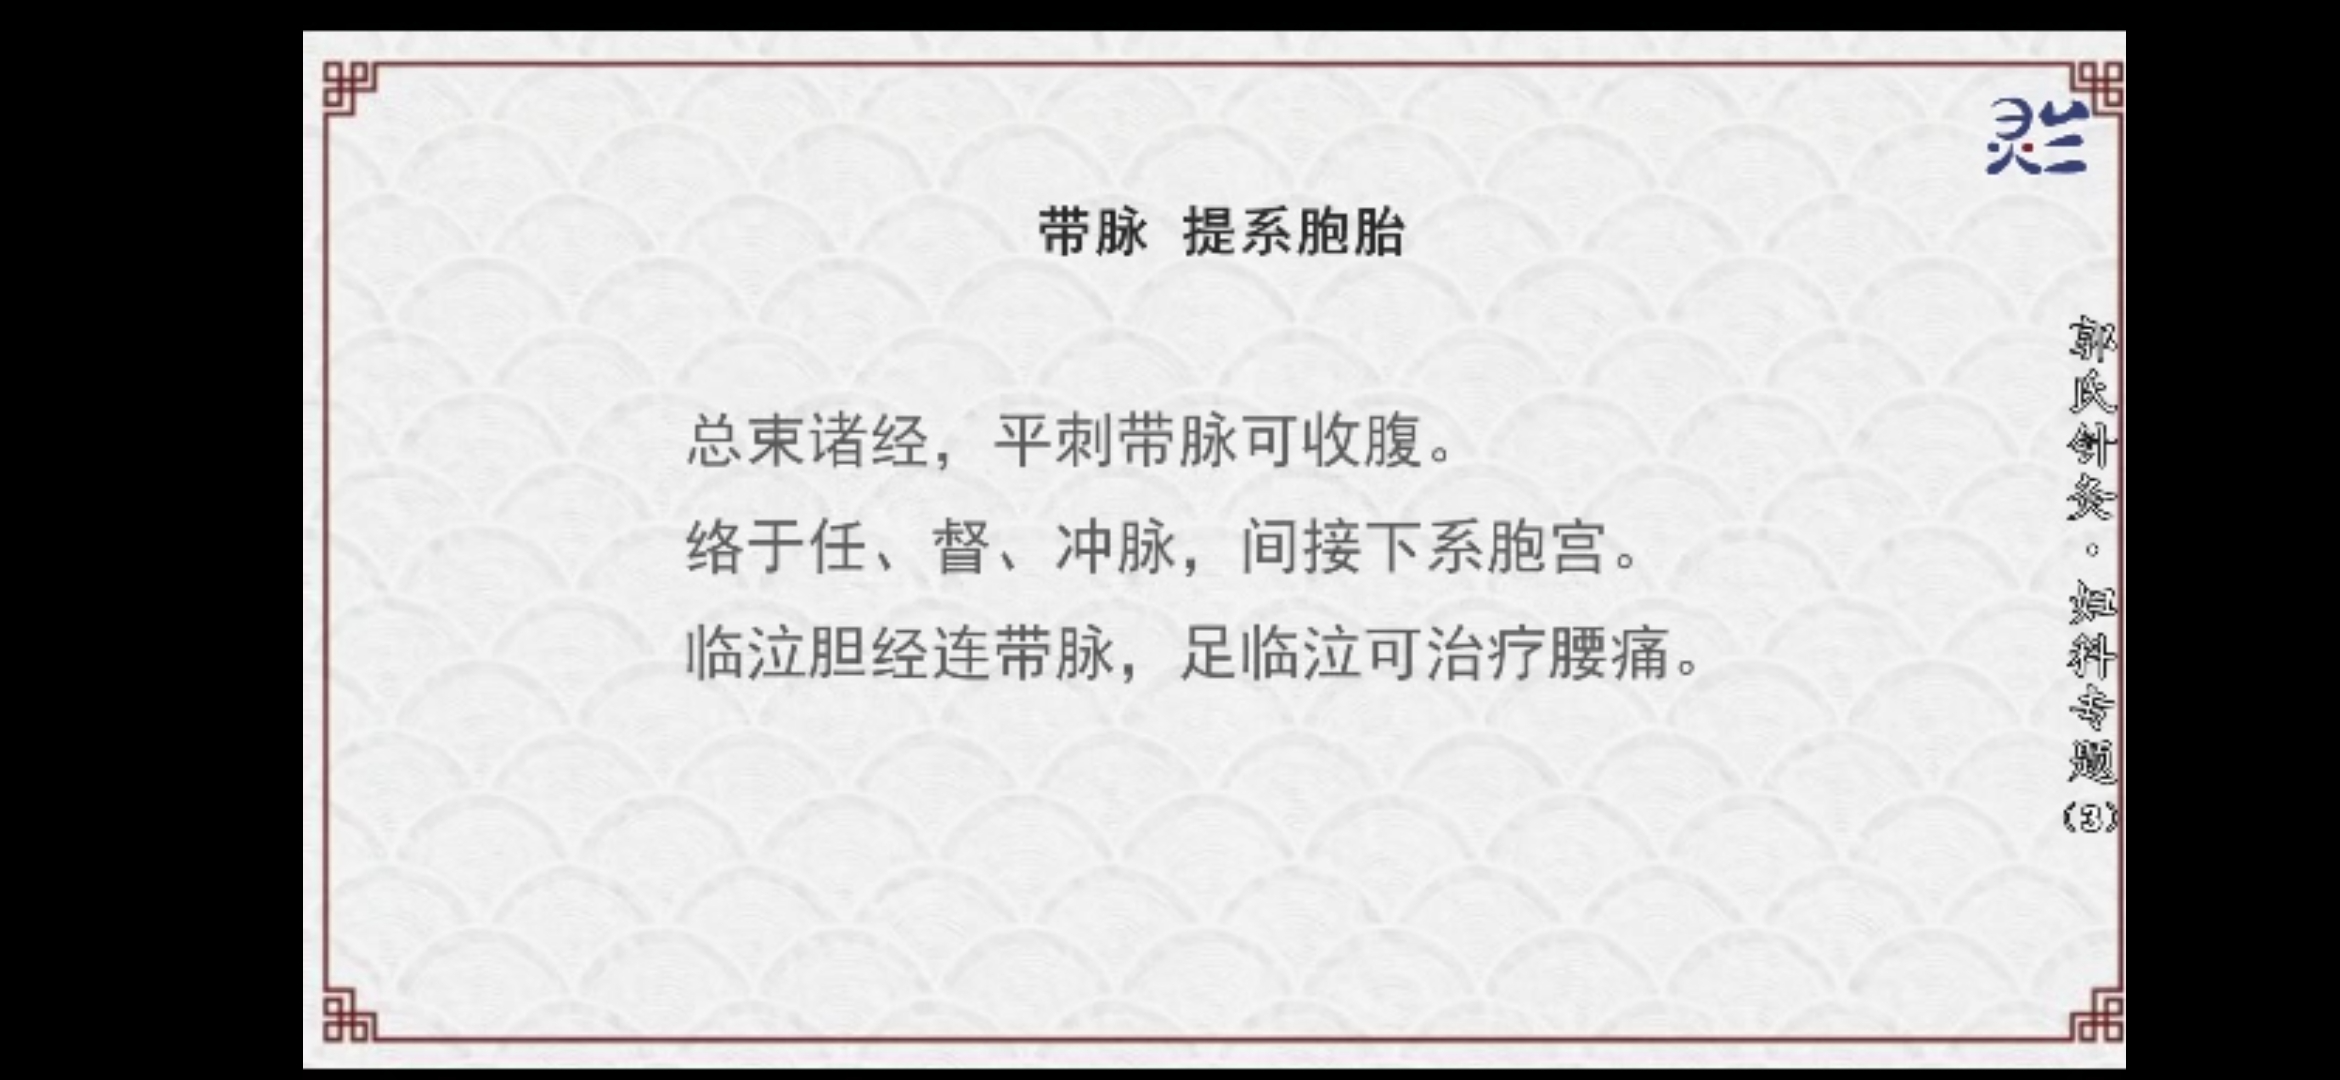 灵兰
带脉 提系胞胎
总束诸经，平刺带脉可收腹。
络于任、督、冲脉，间接下系胞宫。
临泣胆经连带脉，足临泣可治疗腰痛。
郭氏针灸·妇科专题(3)